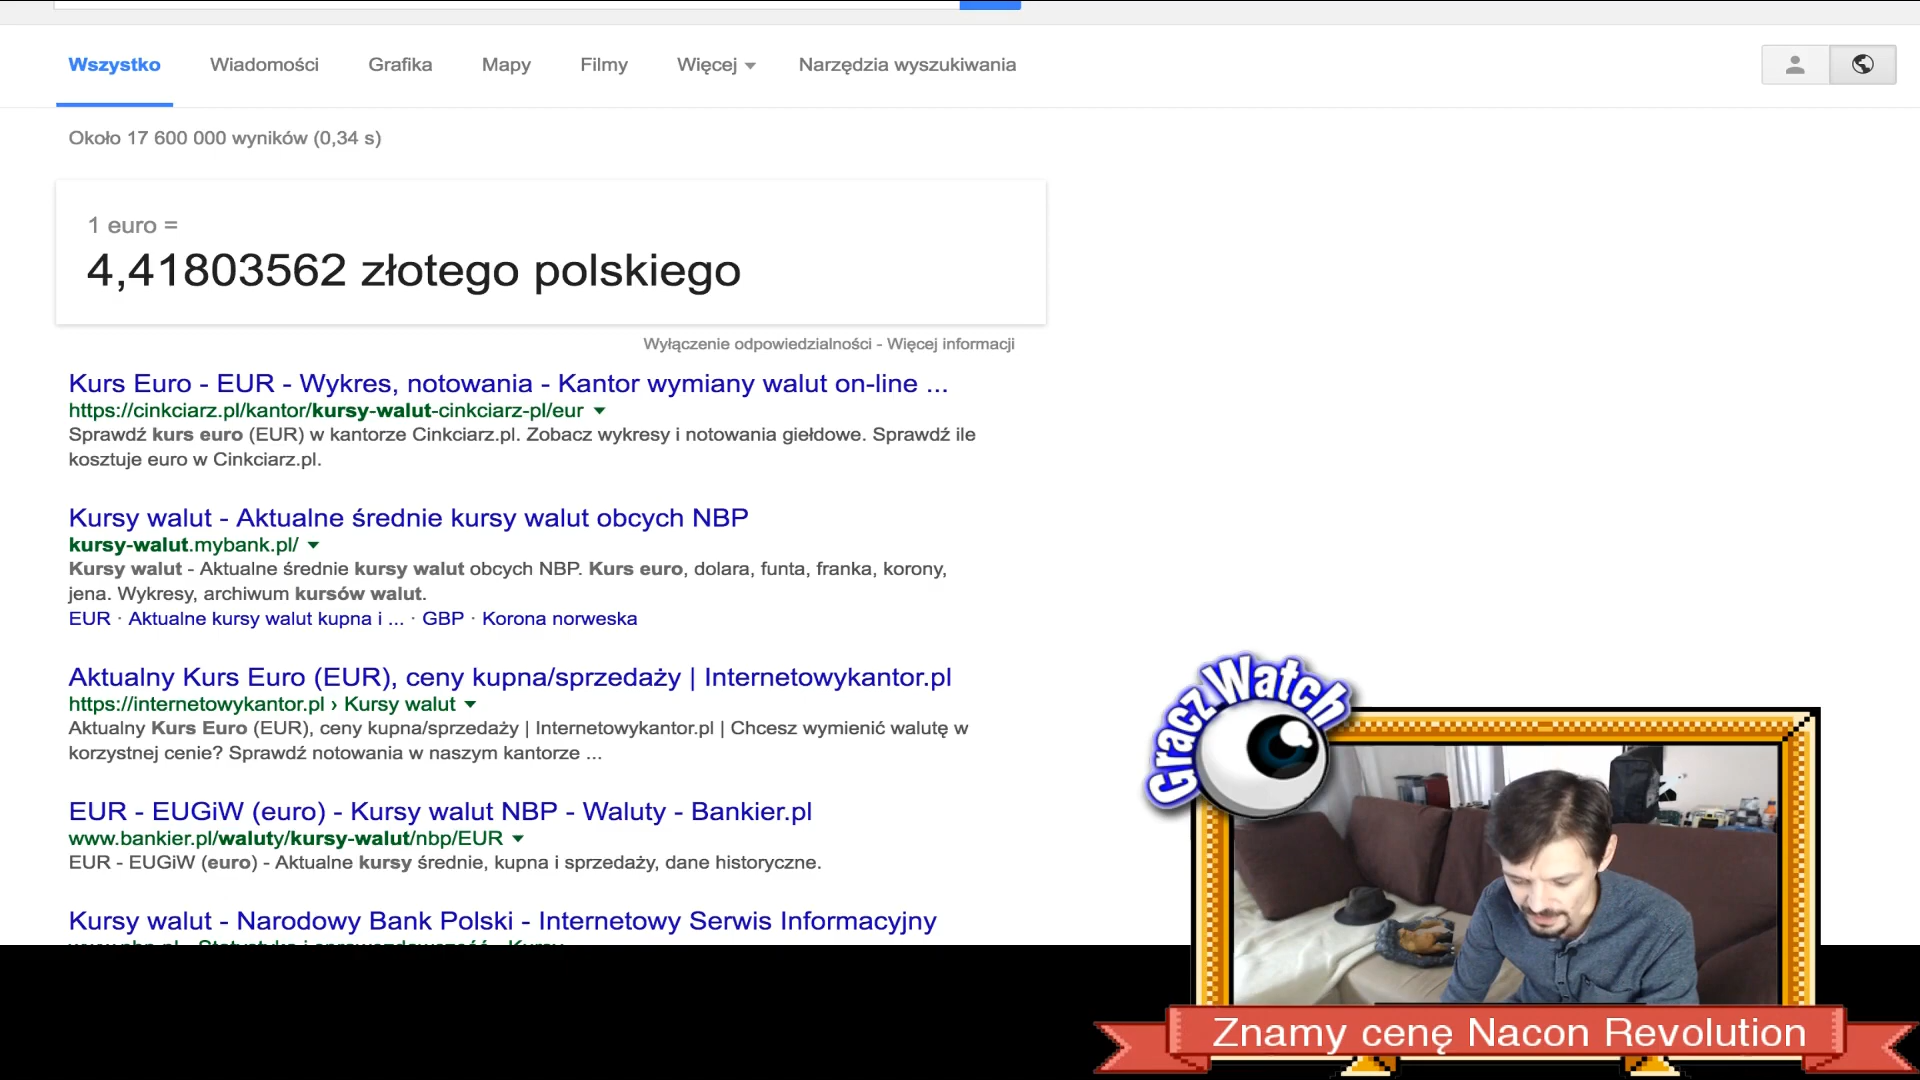 Wszystko Wiadomości Grafika Mapy Filmy Więcej Narzędzia wyszukiwania
Około 17 600 000 wyników (0,34 s)
1 euro =
4,41803562 złotego polskiego
Wyłączenie odpowiedzialności - Więcej informacji
Kurs Euro - EUR - Wykres, notowania - Kantor wymiany walut on-line ...
https://cinkciarz.pl/kantor/kursy-walut-cinkciarz-pl/eur
Sprawdź kurs euro (EUR) w kantorze Cinkciarz.pl. Zobacz wykresy i notowania giełdowe. Sprawdź ile
kosztuje euro w Cinkciarz.pl.
Kursy walut - Aktualne średnie kursy walut obcych NBP
kursy-walut.mybank.pl/
Kursy walut - Aktualne średnie kursy walut obcych NBP. Kurs euro, dolara, funta, franka, korony,
jena. Wykresy, archiwum kursów walut.
EUR · Aktualne kursy walut kupna i ... · GBP · Korona norweska
Aktualny Kurs Euro (EUR), ceny kupna/sprzedaży | Internetowykantor.pl
https://internetowykantor.pl › Kursy walut
Aktualny Kurs Euro (EUR), ceny kupna/sprzedaży | Internetowykantor.pl | Chcesz wymienić walutę w
korzystnej cenie? Sprawdź notowania w naszym kantorze ...
EUR - EUGiW (euro) - Kursy walut NBP - Waluty - Bankier.pl
www.bankier.pl/waluty/kursy-walut/nbp/EUR
EUR - EUGiW (euro) - Aktualne kursy średnie, kupna i sprzedaży, dane historyczne.
Kursy walut - Narodowy Bank Polski - Internetowy Serwis Informacyjny
GraczWatch
Znamy cenę Nacon Revolution